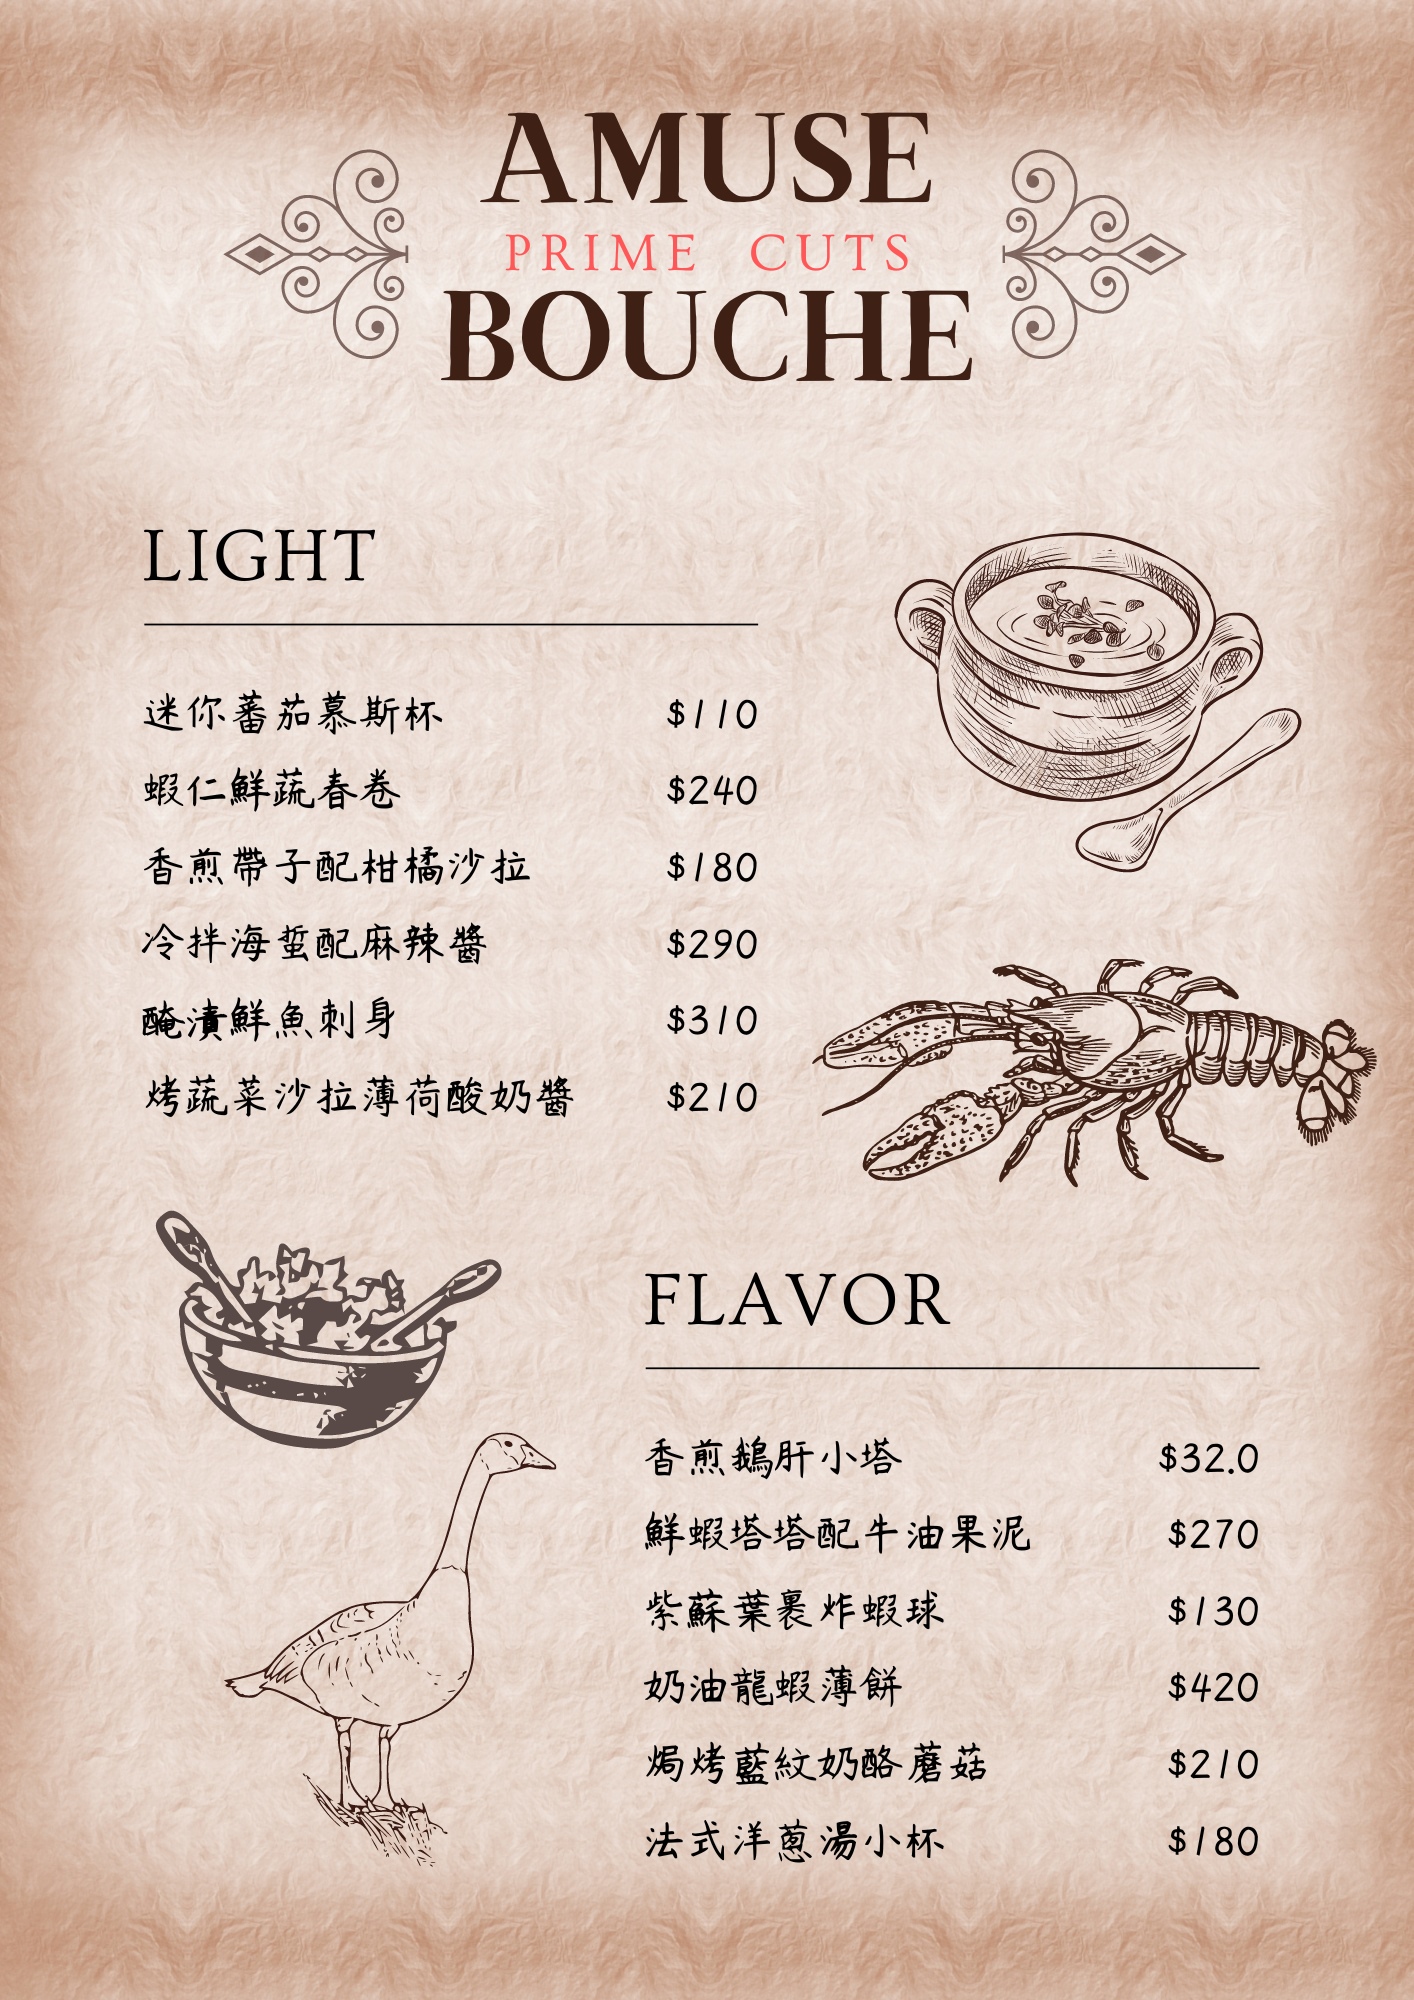 AMUSE
PRIME CUTS
BOUCHE
LIGHT
迷你蕃茄慕斯杯 $110
蝦仁鮮蔬春卷 $240
香煎帶子配柑橘沙拉 $180
冷拌海蜇配麻辣醬 $290
醃漬鮮魚刺身 $310
烤蔬菜沙拉薄荷酸奶醬 $210
FLAVOR
香煎鵝肝小塔 $32.0
鮮蝦塔塔配牛油果泥 $270
紫蘇葉裹炸蝦球 $130
奶油龍蝦薄餅 $420
焗烤藍紋奶酪蘑菇 $210
法式洋蔥湯小杯 $180